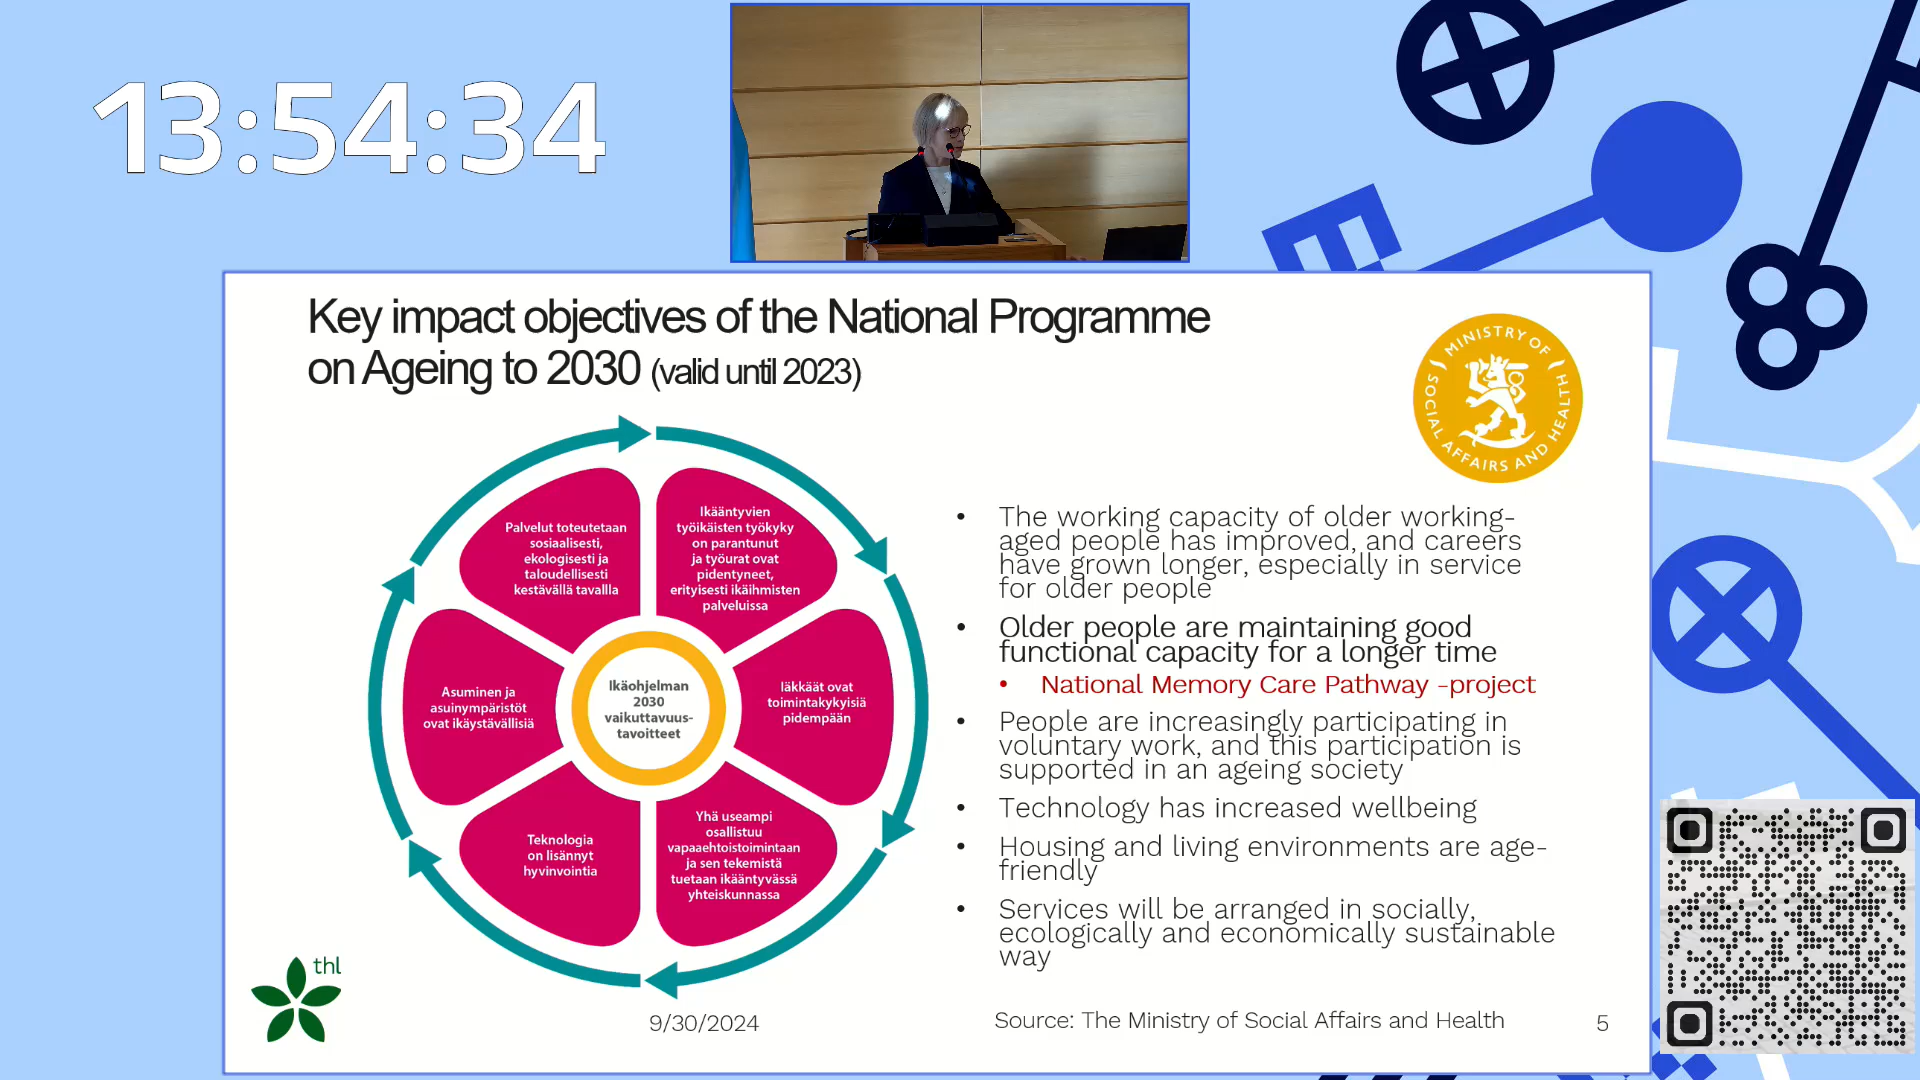 13:54:34
Key impact objectives of the National Programme
on Ageing to 2030 (valid until 2023)
MINISTRY OF
SOCIAL AFFAIRS AND HEALTH
Palvelut toteutetaan
sosiaalisesti,
ekologisesti ja
taloudellisesti
kestävällä tavallla
Ikääntyvien
työikäisten työkyky
on parantunut
ja työurat ovat
pidentyneet,
erityisesti ikäihmisten
palveluissa
Asuminen ja
asuinympäristöt
ovat ikäystävällisiä
Ikäohjelman
2030
vaikuttavuus-
tavoitteet
Iäkkäät ovat
toimintakykyisiä
pidempään
Teknologia
on lisännyt
hyvinvointia
Yhä useampi
osallistuu
vapaaehtoistoimintaan
ja sen tekemistä
tuetaan ikääntyvässä
yhteiskunnassa
• The working capacity of older working-
aged people has improved, and careers
have grown longer, especially in service
for older people
• Older people are maintaining good
functional capacity for a longer time
• National Memory Care Pathway -project
• People are increasingly participating in
voluntary work, and this participation is
supported in an ageing society
• Technology has increased wellbeing
• Housing and living environments are age-
friendly
• Services will be arranged in socially,
ecologically and economically sustainable
way
thl
9/30/2024
Source: The Ministry of Social Affairs and Health
5